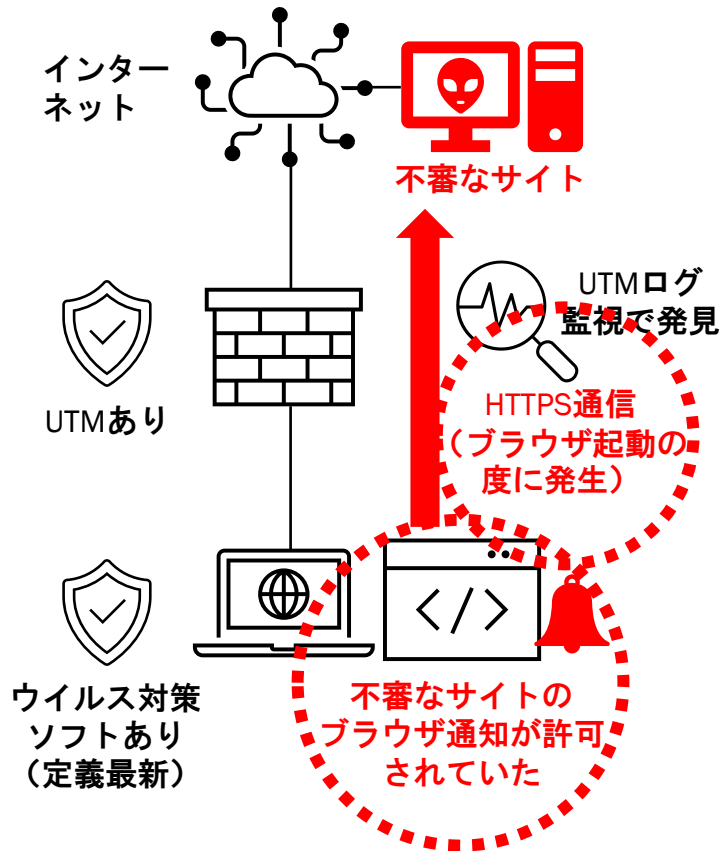 インター
ネット
不審なサイト
UTMログ
監視で発見
UTMあり
HTTPS通信
（ブラウザ起動の
度に発生）
</>
ウイルス対策
ソフトあり
（定義最新）
不審なサイトの
ブラウザ通知が許可
されていた